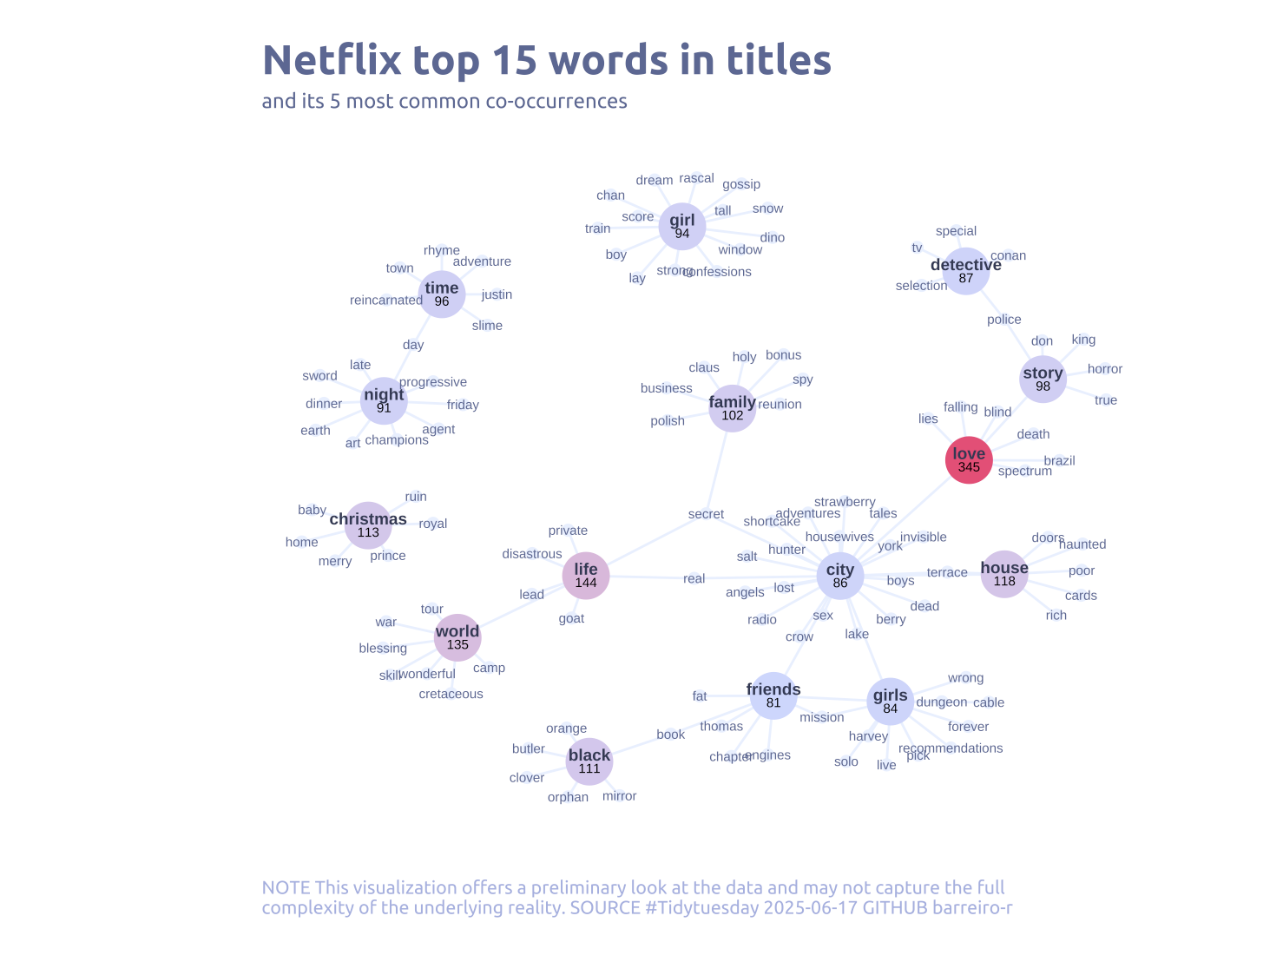 Netflix top 15 words in titles
and its 5 most common co-occurrences
dream
rascal
gossip
chan
score
tall
snow
girl
94
train
dino
boy
window
lay
strong
confessions
special
tv
conan
detective
87
selection
police
rhyme
town
adventure
time
96
reincarnated
justin
slime
day
late
sword
progressive
night
91
dinner
friday
earth
agent
art
champions
holy
bonus
claus
spy
business
family
102
reunion
polish
don
king
story
98
horror
true
falling
blind
lies
death
love
345
brazil
spectrum
ruin
baby
christmas
113
royal
home
prince
merry
secret
private
disastrous
life
144
real
lead
goat
strawberry
adventures
tales
shortcake
housewives
invisible
york
hunter
salt
city
86
boys
terrace
angels
lost
dead
radio
sex
berry
crow
lake
doors
haunted
house
118
poor
cards
rich
tour
war
world
135
blessing
camp
skill
wonderful
cretaceous
friends
81
fat
thomas
mission
book
chapter
engines
girls
84
wrong
dungeon
cable
forever
harvey
recommendations
pick
solo
live
orange
butler
black
111
clover
orphan
mirror
NOTE This visualization offers a preliminary look at the data and may not capture the full
complexity of the underlying reality. SOURCE #Tidytuesday 2025-06-17 GITHUB barreiro-r